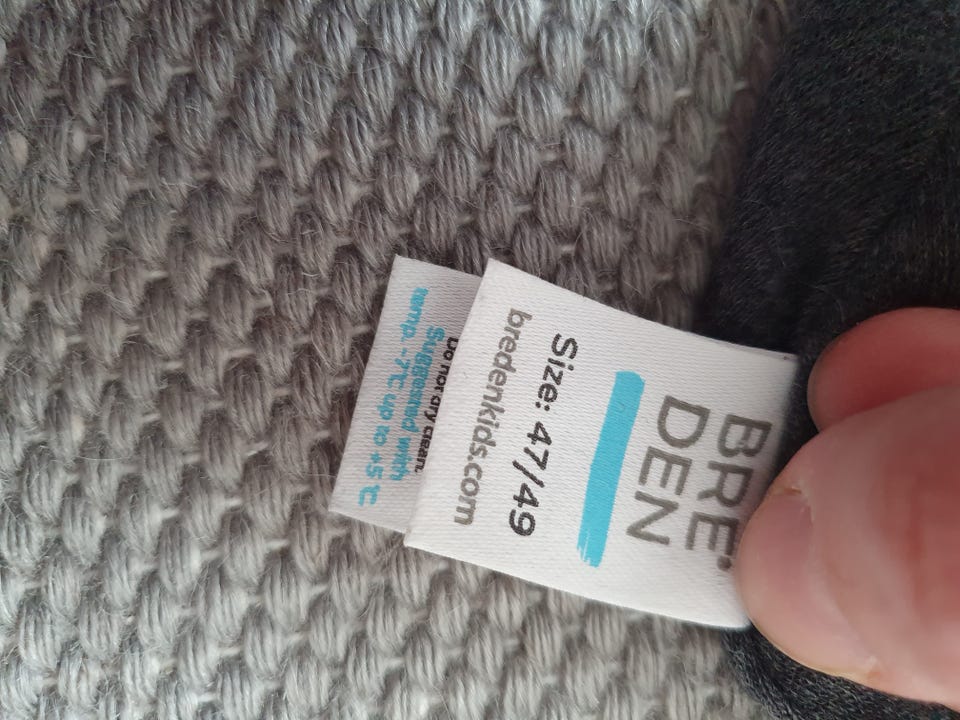 BRE
DEN
Size: 47/49
bredenkids.com
Do not dry clean.
Suggested with
temp. -7°C up to +5°C